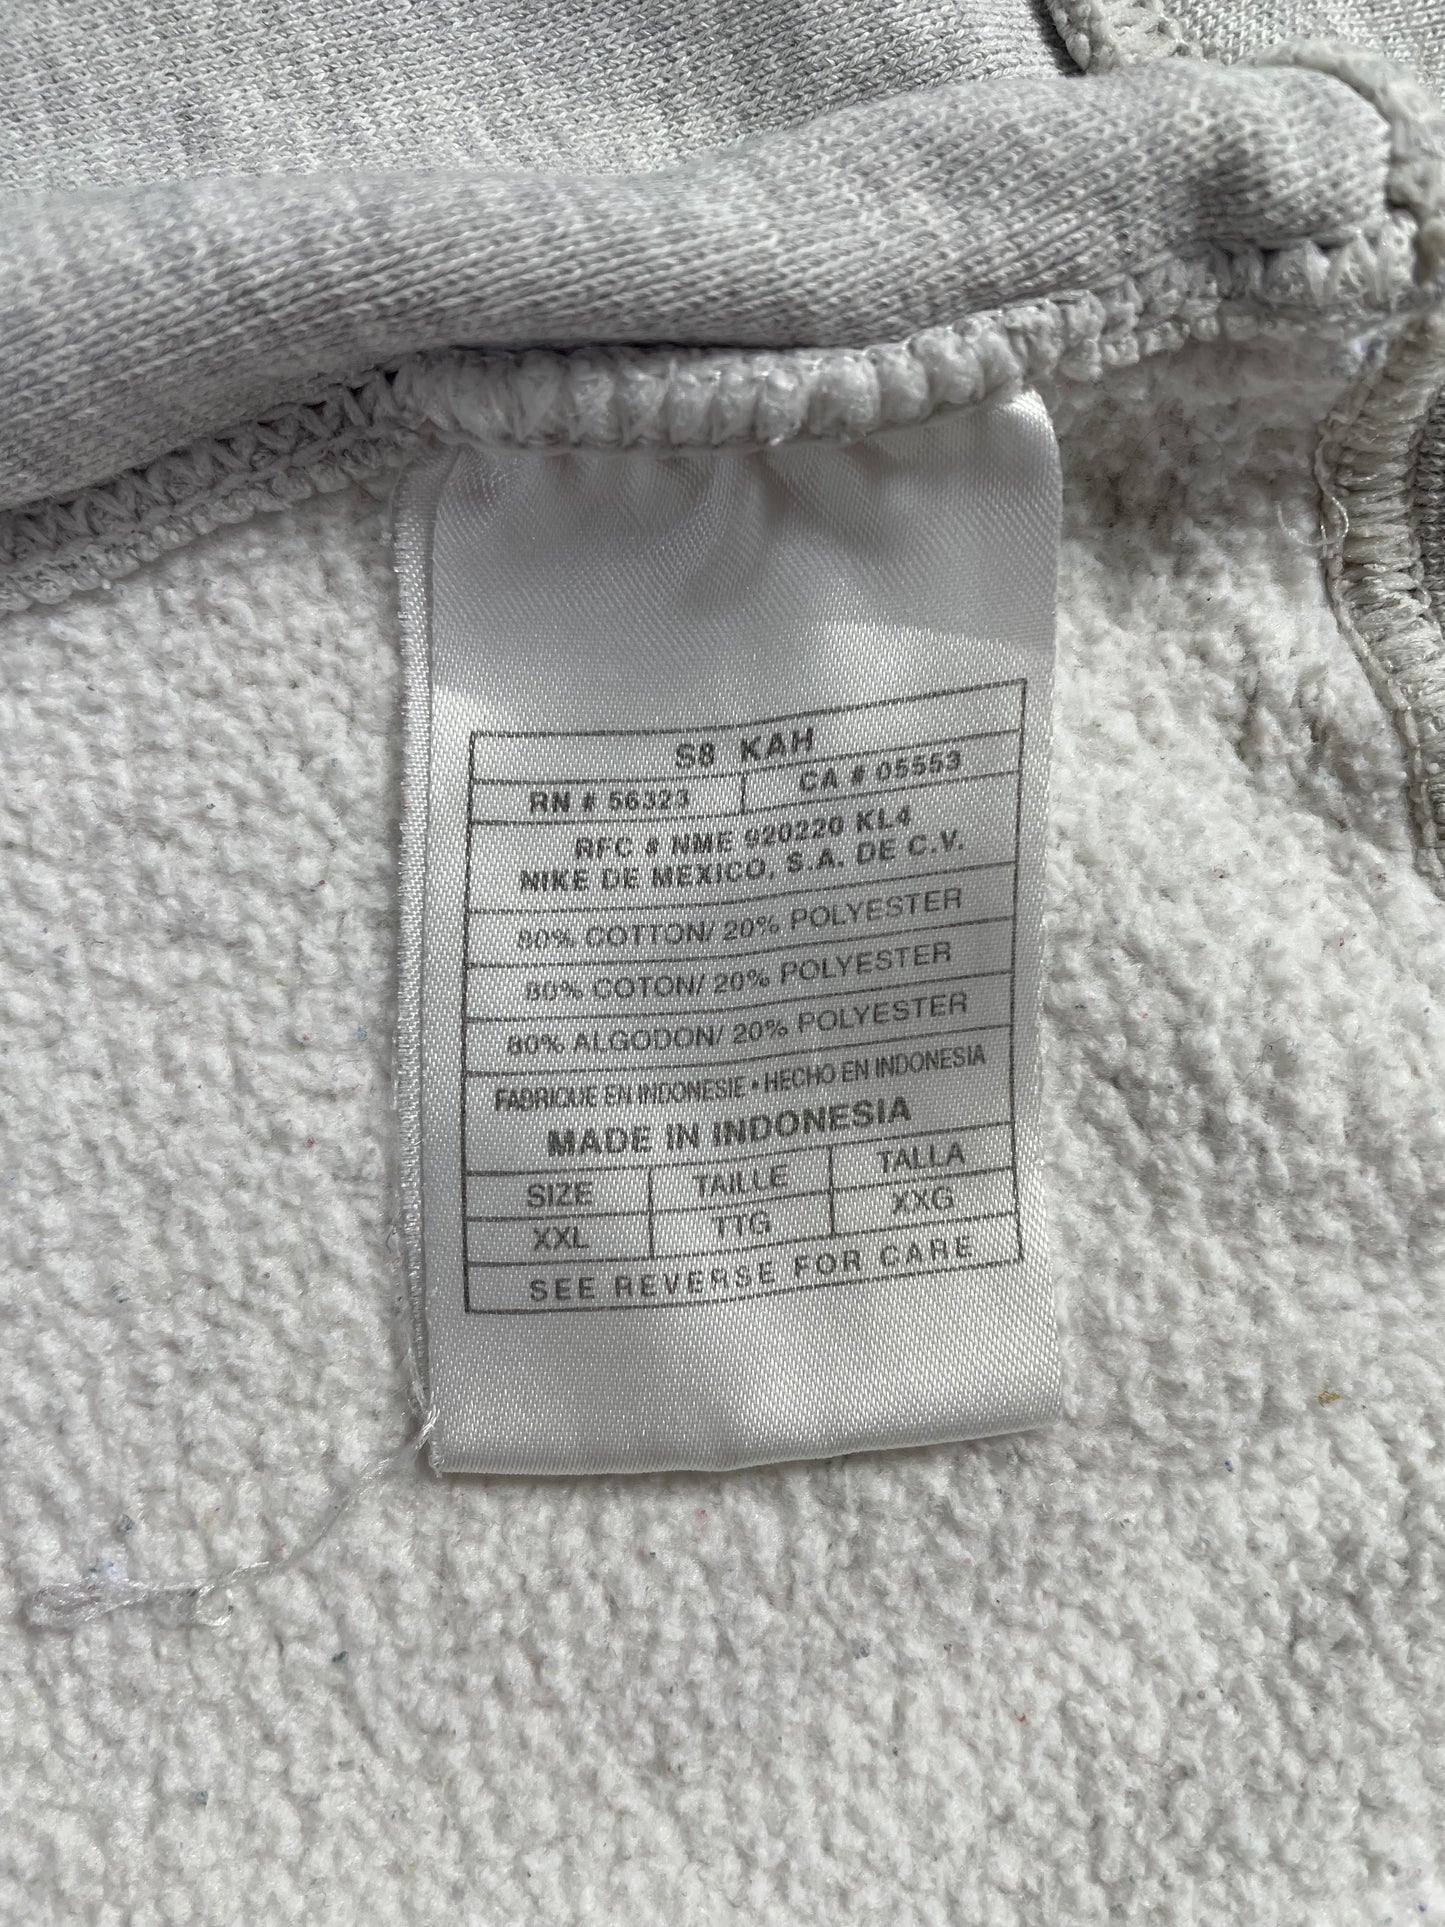 S8 KAH
RN # 56323 CA # 05553
RFC # NME 920220 KL4
NIKE DE MEXICO, S.A. DE C.V.
80% COTTON/ 20% POLYESTER
80% COTON/ 20% POLYESTER
80% ALGODON/ 20% POLYESTER
FABRIQUE EN INDONESIE • HECHO EN INDONESIA
MADE IN INDONESIA
SIZE TAILLE TALLA
XXL TTG XXG
SEE REVERSE FOR CARE